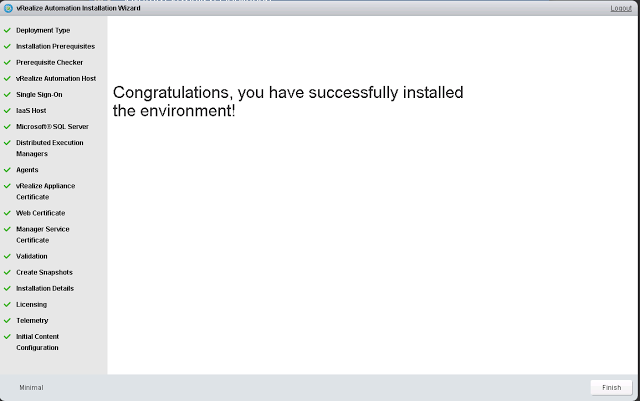 vRealize Automation Installation Wizard
Logout
Deployment Type
Installation Prerequisites
Prerequisite Checker
vRealize Automation Host
Single Sign-On
IaaS Host
Microsoft® SQL Server
Distributed Execution
Managers
Agents
vRealize Appliance
Certificate
Web Certificate
Manager Service
Certificate
Validation
Create Snapshots
Installation Details
Licensing
Telemetry
Initial Content
Configuration
Congratulations, you have successfully installed
the environment!
Minimal
Finish